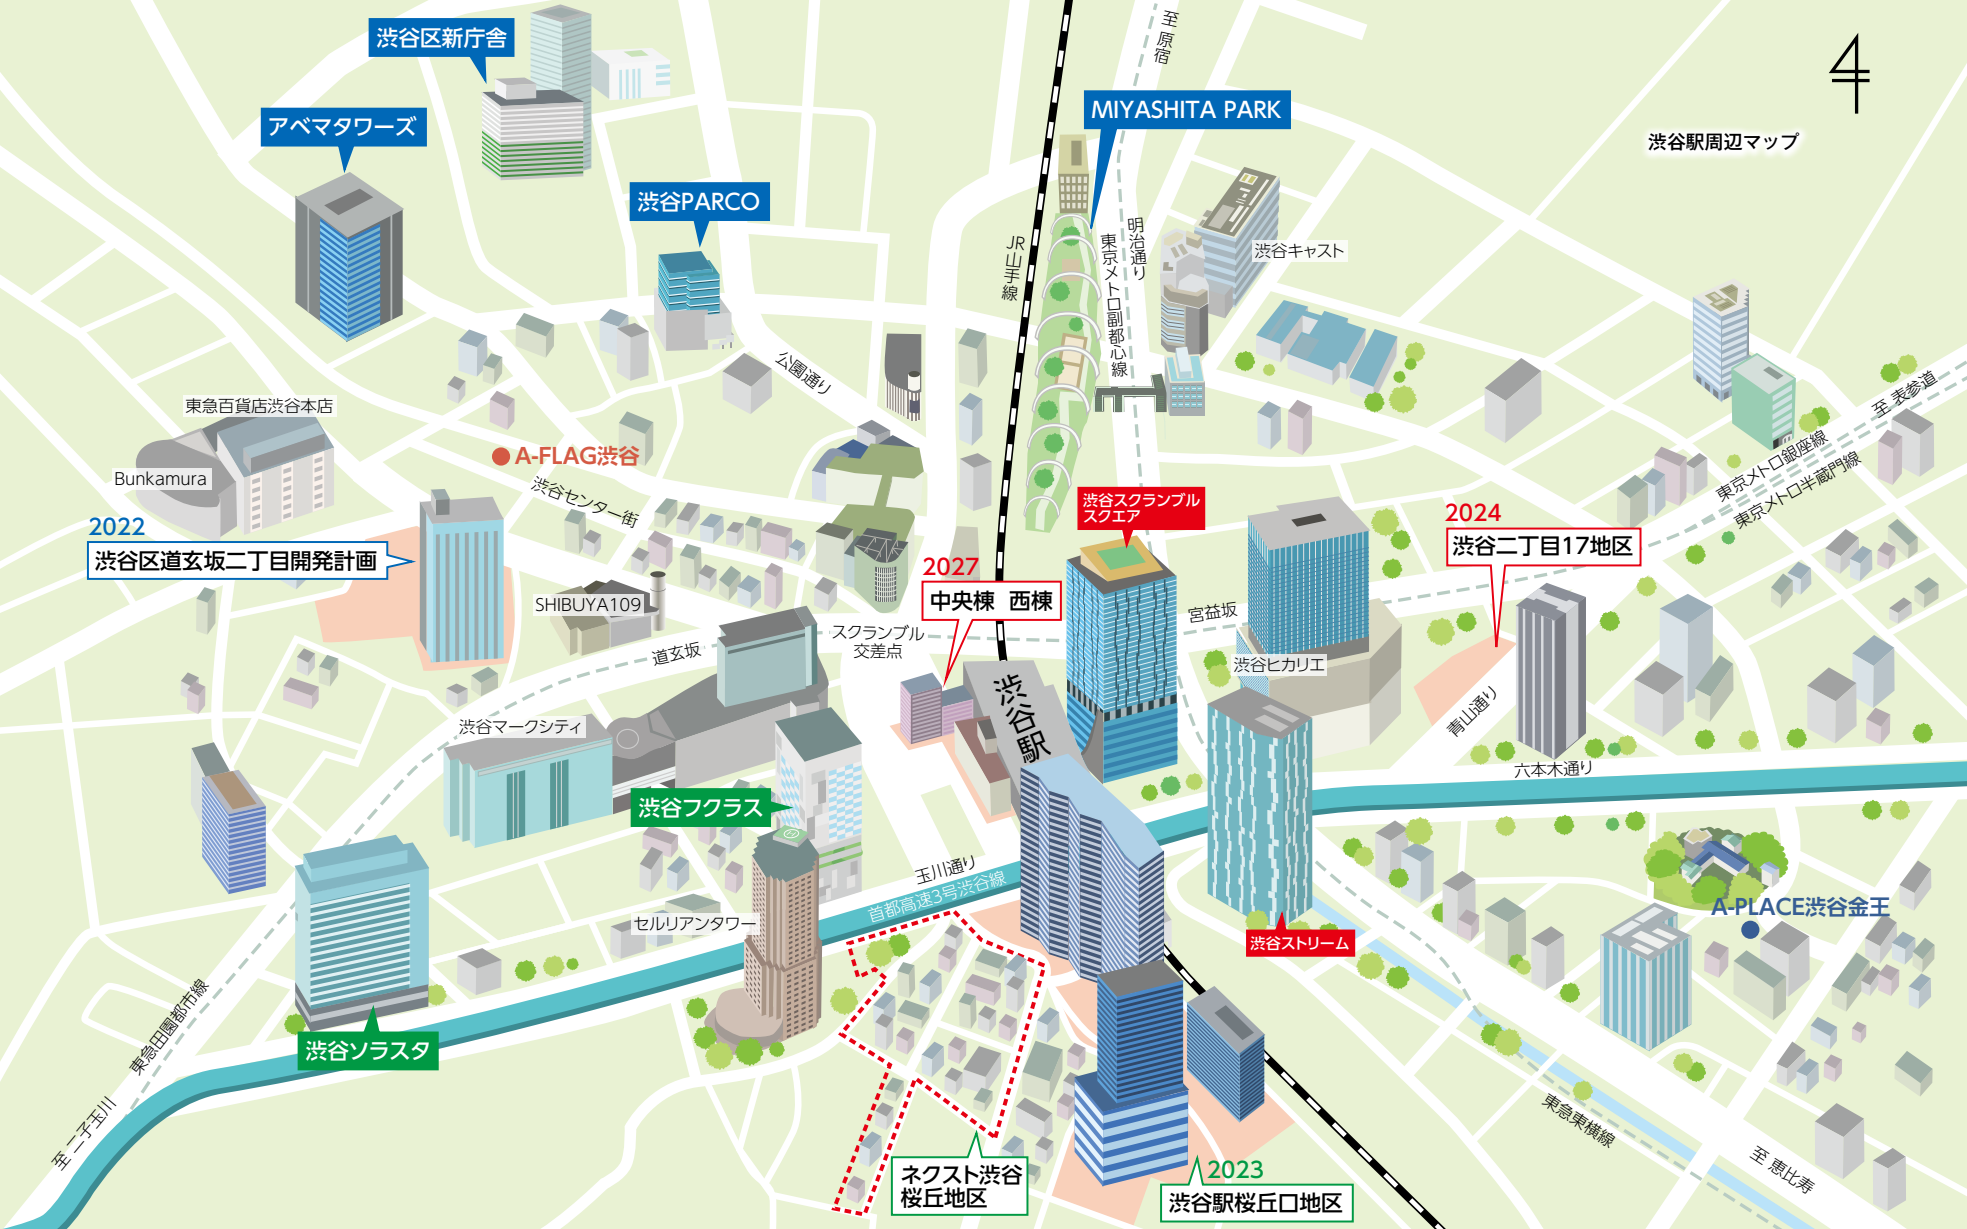 渋谷区新庁舎
至 原宿
アベマタワーズ
MIYASHITA PARK
渋谷駅周辺マップ
渋谷PARCO
JR山手線
東京メトロ副都心線
明治通り
渋谷キャスト
公園通り
東急百貨店渋谷本店
Bunkamura
A-FLAG渋谷
渋谷センター街
至 表参道
東京メトロ銀座線
東京メトロ半蔵門線
2022
渋谷区道玄坂二丁目開発計画
渋谷スクランブル
スクエア
2024
渋谷二丁目17地区
2027
中央棟 西棟
SHIBUYA109
道玄坂
スクランブル
交差点
宮益坂
渋谷ヒカリエ
渋谷駅
青山通り
渋谷マークシティ
六本木通り
渋谷フクラス
玉川通り
首都高速3号渋谷線
セルリアンタワー
渋谷ストリーム
A-PLACE渋谷金王
東急田園都市線
至 二子玉川
渋谷ソラスタ
東急東横線
至 恵比寿
ネクスト渋谷
桜丘地区
2023
渋谷駅桜丘口地区